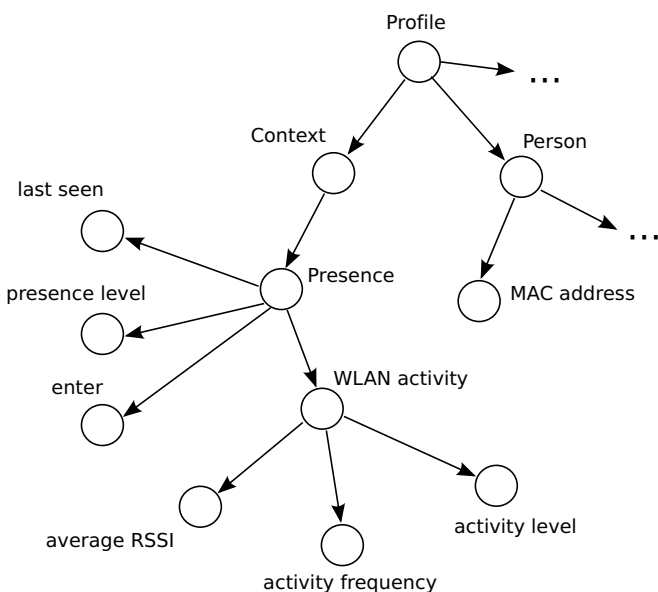 Profile
...
Context
Person
last seen
...
Presence
presence level
MAC address
WLAN activity
enter
average RSSI
activity level
activity frequency